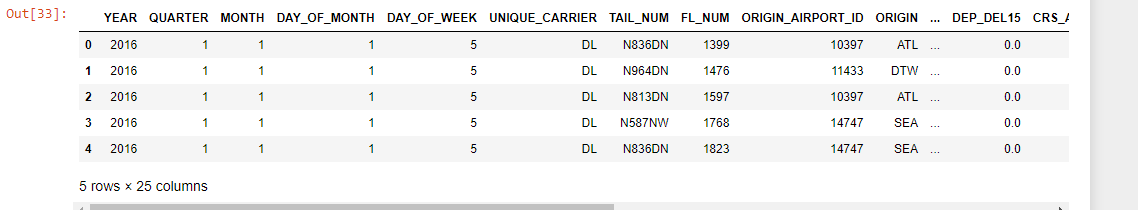 Out[33]:
YEAR QUARTER MONTH DAY_OF_MONTH DAY_OF_WEEK UNIQUE_CARRIER TAIL_NUM FL_NUM ORIGIN_AIRPORT_ID ORIGIN ... DEP_DEL15 CRS_A
0 2016 1 1 1 5 DL N836DN 1399 10397 ATL ... 0.0
1 2016 1 1 1 5 DL N964DN 1476 11433 DTW ... 0.0
2 2016 1 1 1 5 DL N813DN 1597 10397 ATL ... 0.0
3 2016 1 1 1 5 DL N587NW 1768 14747 SEA ... 0.0
4 2016 1 1 1 5 DL N836DN 1823 14747 SEA ... 0.0
5 rows × 25 columns